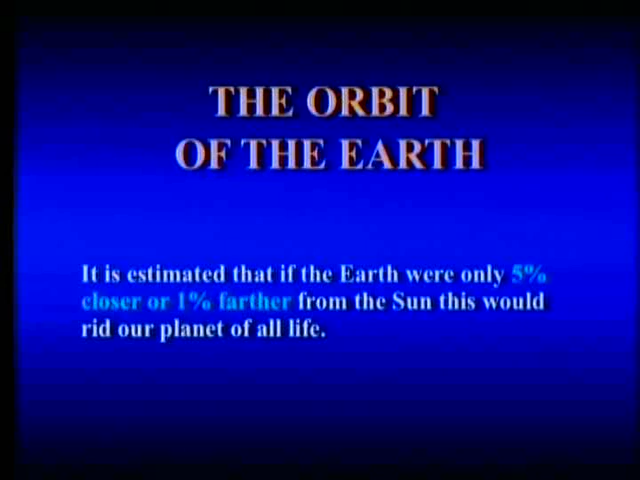 THE ORBIT
OF THE EARTH
It is estimated that if the Earth were only 5%
closer or 1% farther from the Sun this would
rid our planet of all life.